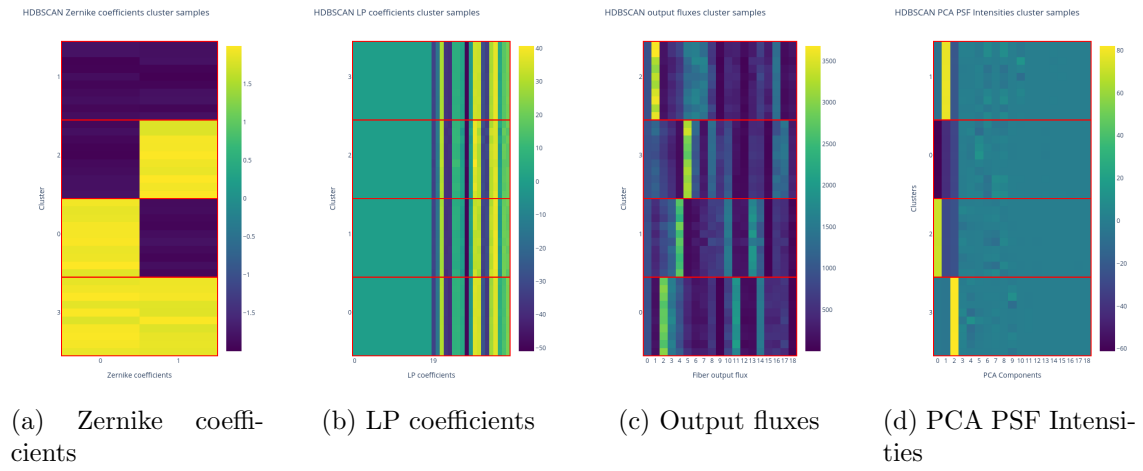 HDBSCAN Zernike coefficients cluster samples
1
2
0
3
Cluster
0 1
Zernike coefficients
1.5
1
0.5
0
−0.5
−1
−1.5
HDBSCAN LP coefficients cluster samples
3
2
1
0
Cluster
0 19
LP coefficients
40
30
20
10
0
−10
−20
−30
−40
−50
HDBSCAN output fluxes cluster samples
2
3
1
0
Cluster
0 1 2 3 4 5 6 7 8 9 10 11 12 13 14 15 16 17 18
Fiber output flux
3500
3000
2500
2000
1500
1000
500
HDBSCAN PCA PSF Intensities cluster samples
1
0
2
3
Clusters
0 1 2 3 4 5 6 7 8 9 10 11 12 13 14 15 16 17 18
PCA Components
80
60
40
20
0
−20
−40
−60
(a) Zernike coeffi-
cients
(b) LP coefficients
(c) Output fluxes
(d) PCA PSF Intensi-
ties